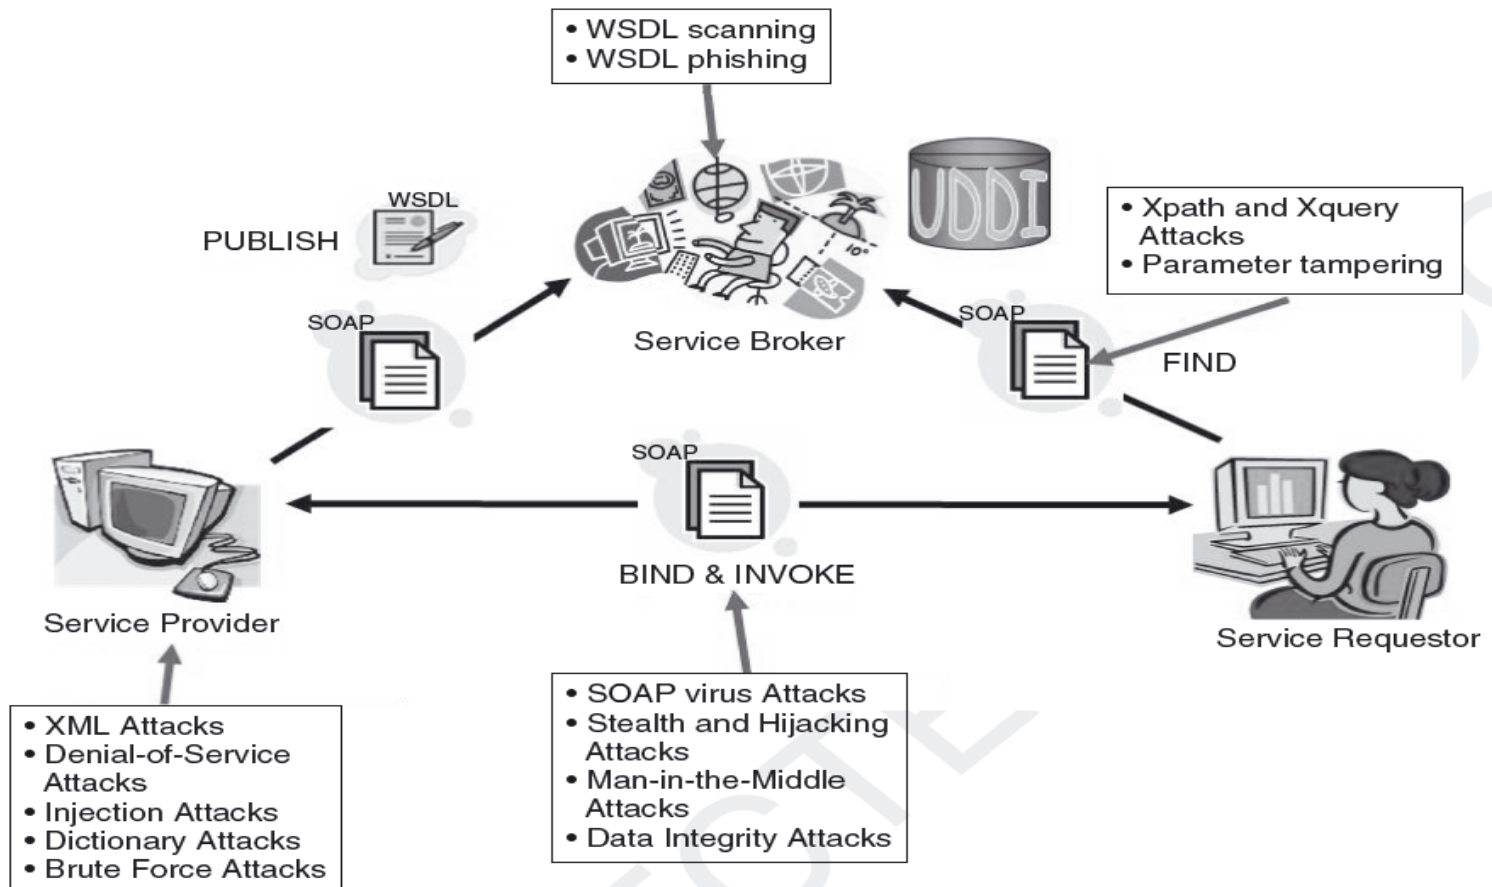 • WSDL scanning
• WSDL phishing
WSDL
PUBLISH
UDDI
• Xpath and Xquery
Attacks
• Parameter tampering
10°
SOAP
Service Broker
SOAP
FIND
SOAP
BIND & INVOKE
Service Provider
Service Requestor
• XML Attacks
• Denial-of-Service
Attacks
• Injection Attacks
• Dictionary Attacks
• Brute Force Attacks
• SOAP virus Attacks
• Stealth and Hijacking
Attacks
• Man-in-the-Middle
Attacks
• Data Integrity Attacks